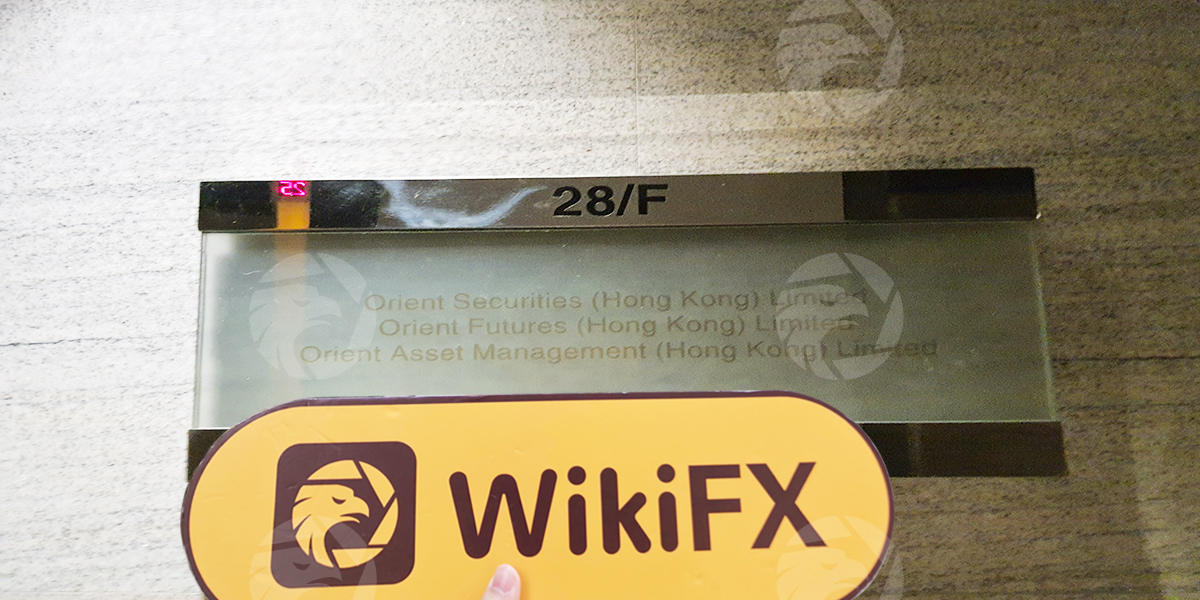 25
28/F
Orient Securities (Hong Kong) Limited
Orient Futures (Hong Kong) Limited
Orient Asset Management (Hong Kong) Limited
WikiFX